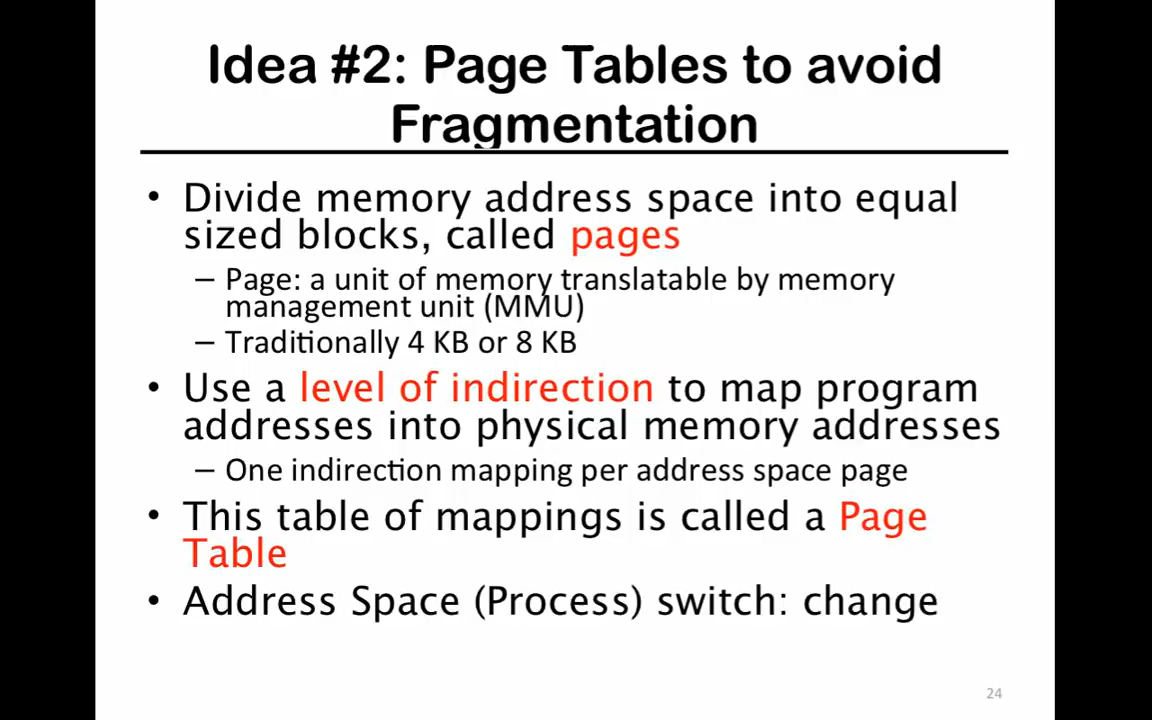 Idea #2: Page Tables to avoid
Fragmentation
• Divide memory address space into equal
sized blocks, called pages
– Page: a unit of memory translatable by memory
management unit (MMU)
– Traditionally 4 KB or 8 KB
• Use a level of indirection to map program
addresses into physical memory addresses
– One indirection mapping per address space page
• This table of mappings is called a Page
Table
• Address Space (Process) switch: change
24